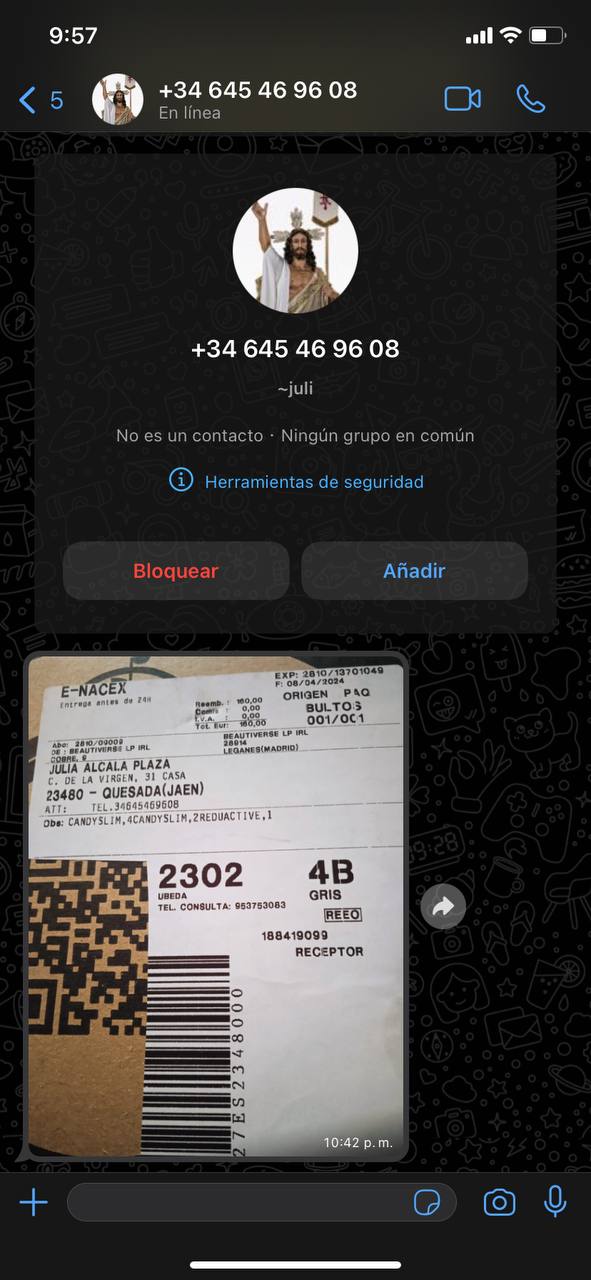 9:57
5
+34 645 46 96 08
En línea
+34 645 46 96 08
~juli
No es un contacto · Ningún grupo en común
Herramientas de seguridad
Bloquear
Añadir
E-NACEX
Entrega antes de 24H
EXP: 2810/13701049
F: 08/04/2024
Reemb. : 160,00
: 0,00
I.V.A. : 0,00
Tot. Eur: 160,00
ORIGEN PAQ
BULTOS
001/001
Abo: 2810/09009
DE : BEAUTIVERSE LP IRL
COBRE, 6
BEAUTIVERSE LP IRL
28914
LEGANES(MADRID)
JULIA ALCALA PLAZA
C. DE LA VIRGEN, 31 CASA
23480 - QUESADA(JAEN)
ATT: TEL.34645469608
Obs: CANDYSLIM,4CANDYSLIM,2REDUACTIVE,1
2302
4B
UBEDA
GRIS
TEL. CONSULTA: 953753083
REEO
188419099
RECEPTOR
27ES2348000
10:42 p. m.